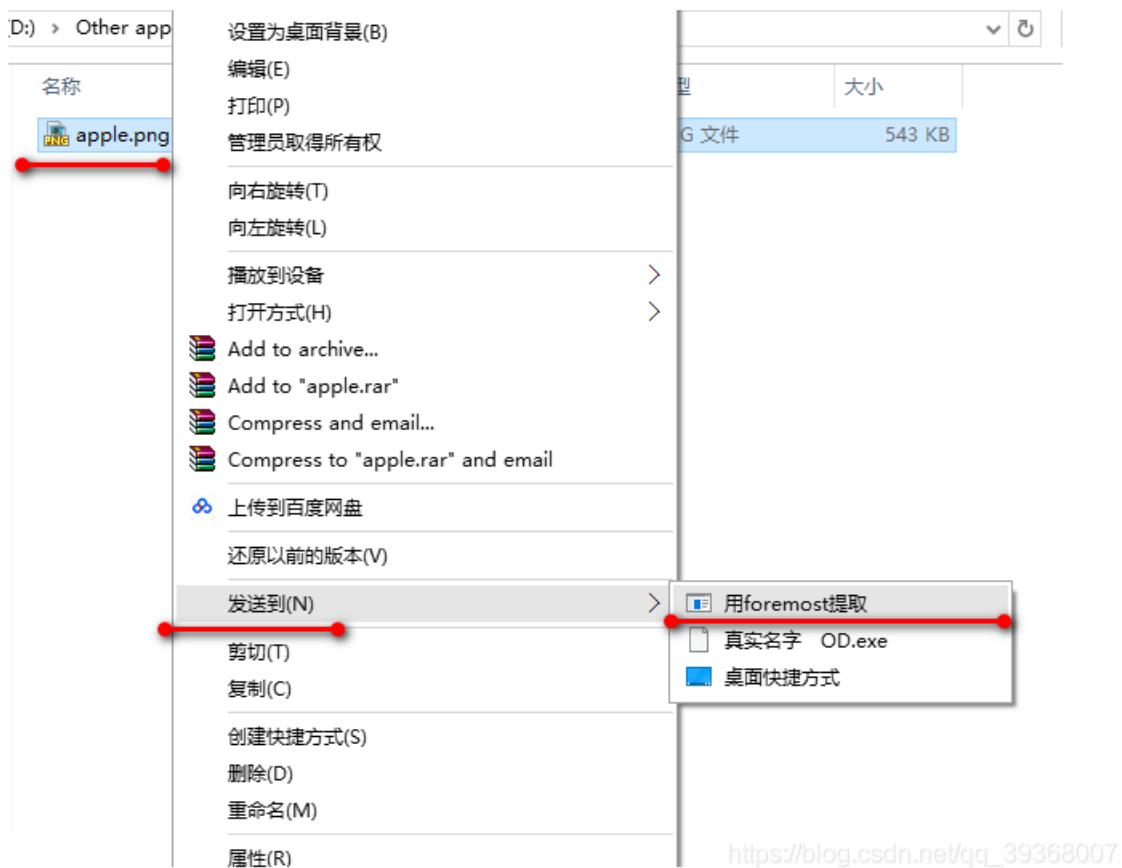 D:) › Other app
名称
型
大小
apple.png
G 文件
543 KB
设置为桌面背景(B)
编辑(E)
打印(P)
管理员取得所有权
向右旋转(T)
向左旋转(L)
播放到设备
打开方式(H)
Add to archive...
Add to "apple.rar"
Compress and email...
Compress to "apple.rar" and email
上传到百度网盘
还原以前的版本(V)
发送到(N)
用foremost提取
真实名字 OD.exe
桌面快捷方式
剪切(T)
复制(C)
创建快捷方式(S)
删除(D)
重命名(M)
属性(R)
https://blog.csdn.net/qq_39368007